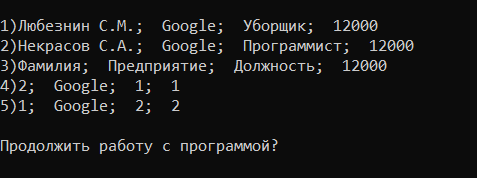 1)Любезнин С.М.;  Google;  Уборщик;  12000
2)Некрасов С.А.;  Google;  Программист;  12000
3)Фамилия;  Предприятие;  Должность;  12000
4)2;  Google;  1;  1
5)1;  Google;  2;  2
Продолжить работу с программой?